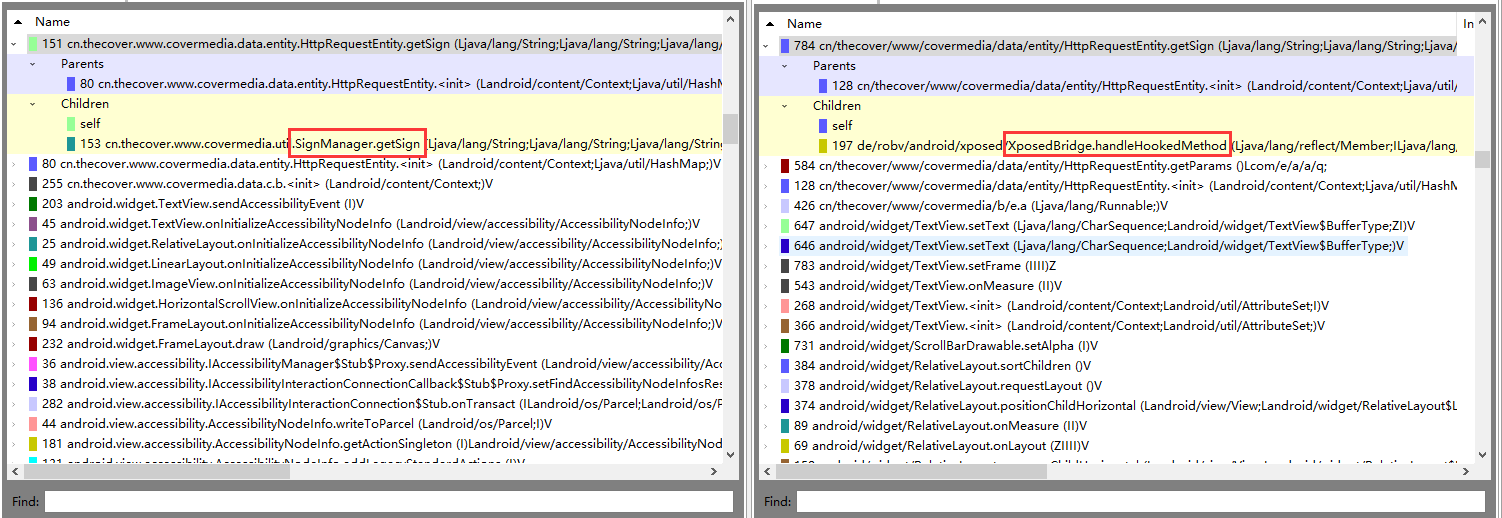 Name
151 cn.thecover.www.covermedia.data.entity.HttpRequestEntity.getSign (Ljava/lang/String;Ljava/lang/String;Ljava/lang/
Parents
80 cn.thecover.www.covermedia.data.entity.HttpRequestEntity.<init> (Landroid/content/Context;Ljava/util/HashM
Children
self
153 cn.thecover.www.covermedia.util.SignManager.getSign (Ljava/lang/String;Ljava/lang/String;Ljava/lang/String
80 cn.thecover.www.covermedia.data.entity.HttpRequestEntity.<init> (Landroid/content/Context;Ljava/util/HashMap;)V
255 cn.thecover.www.covermedia.data.c.b.<init> (Landroid/content/Context;)V
203 android.widget.TextView.sendAccessibilityEvent (I)V
45 android.widget.TextView.onInitializeAccessibilityNodeInfo (Landroid/view/accessibility/AccessibilityNodeInfo;)V
25 android.widget.RelativeLayout.onInitializeAccessibilityNodeInfo (Landroid/view/accessibility/AccessibilityNodeInfo;)
49 android.widget.LinearLayout.onInitializeAccessibilityNodeInfo (Landroid/view/accessibility/AccessibilityNodeInfo;)V
63 android.widget.ImageView.onInitializeAccessibilityNodeInfo (Landroid/view/accessibility/AccessibilityNodeInfo;)V
136 android.widget.HorizontalScrollView.onInitializeAccessibilityNodeInfo (Landroid/view/accessibility/AccessibilityNo
94 android.widget.FrameLayout.onInitializeAccessibilityNodeInfo (Landroid/view/accessibility/AccessibilityNodeInfo;)V
232 android.widget.FrameLayout.draw (Landroid/graphics/Canvas;)V
36 android.view.accessibility.IAccessibilityManager$Stub$Proxy.sendAccessibilityEvent (Landroid/view/accessibility/Acc
38 android.view.accessibility.IAccessibilityInteractionConnectionCallback$Stub$Proxy.setFindAccessibilityNodeInfosRes
282 android.view.accessibility.IAccessibilityInteractionConnection$Stub.onTransact (ILandroid/os/Parcel;Landroid/os/P
44 android.view.accessibility.AccessibilityNodeInfo.writeToParcel (Landroid/os/Parcel;I)V
181 android.view.accessibility.AccessibilityNodeInfo.getActionSingleton (I)Landroid/view/accessibility/AccessibilityNod
Find:
Name
In
784 cn/thecover/www/covermedia/data/entity/HttpRequestEntity.getSign (Ljava/lang/String;Ljava/lang/String;Ljava/
Parents
128 cn/thecover/www/covermedia/data/entity/HttpRequestEntity.<init> (Landroid/content/Context;Ljava/util/
Children
self
197 de/robv/android/xposed/XposedBridge.handleHookedMethod (Ljava/lang/reflect/Member;ILjava/lang,
584 cn/thecover/www/covermedia/data/entity/HttpRequestEntity.getParams ()Lcom/e/a/a/q;
128 cn/thecover/www/covermedia/data/entity/HttpRequestEntity.<init> (Landroid/content/Context;Ljava/util/HashM
426 cn/thecover/www/covermedia/b/e.a (Ljava/lang/Runnable;)V
647 android/widget/TextView.setText (Ljava/lang/CharSequence;Landroid/widget/TextView$BufferType;ZI)V
646 android/widget/TextView.setText (Ljava/lang/CharSequence;Landroid/widget/TextView$BufferType;)V
783 android/widget/TextView.setFrame (IIII)Z
543 android/widget/TextView.onMeasure (II)V
268 android/widget/TextView.<init> (Landroid/content/Context;Landroid/util/AttributeSet;I)V
366 android/widget/TextView.<init> (Landroid/content/Context;Landroid/util/AttributeSet;)V
731 android/widget/ScrollBarDrawable.setAlpha (I)V
384 android/widget/RelativeLayout.sortChildren ()V
378 android/widget/RelativeLayout.requestLayout ()V
374 android/widget/RelativeLayout.positionChildHorizontal (Landroid/view/View;Landroid/widget/RelativeLayout$L
89 android/widget/RelativeLayout.onMeasure (II)V
69 android/widget/RelativeLayout.onLayout (ZIIII)V
Find: